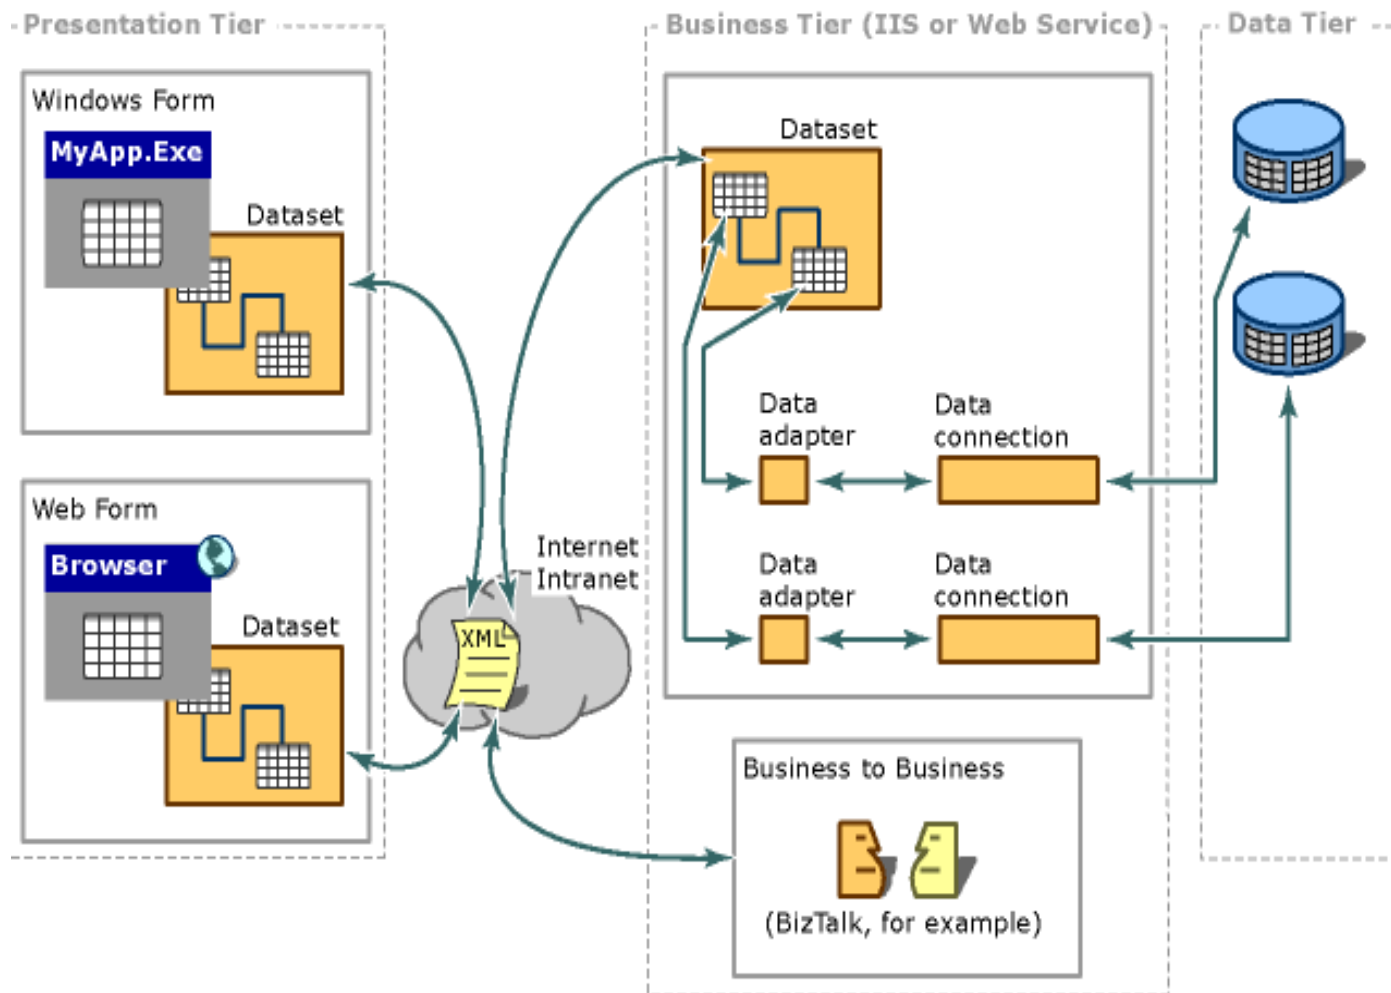 Presentation Tier
Windows Form
MyApp.Exe
Dataset
Web Form
Browser
Dataset
Internet
Intranet
XML
Business Tier (IIS or Web Service)
Dataset
Data
adapter
Data
connection
Data
adapter
Data
connection
Business to Business
(BizTalk, for example)
Data Tier